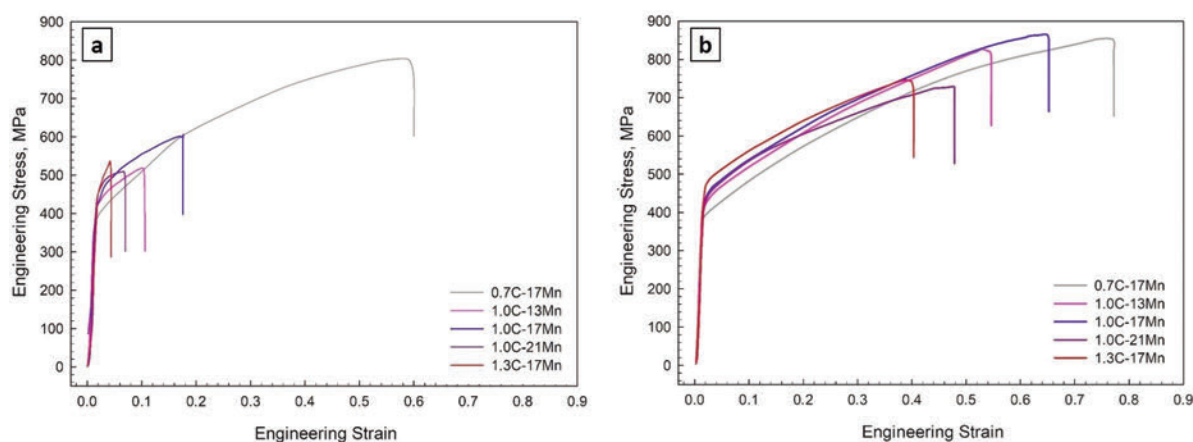 a
Engineering Stress, MPa
900
800
700
600
500
400
300
200
100
0
0.0 0.1 0.2 0.3 0.4 0.5 0.6 0.7 0.8 0.9
Engineering Strain
0.7C-17Mn
1.0C-13Mn
1.0C-17Mn
1.0C-21Mn
1.3C-17Mn
b
Engineering Stress, MPa
900
800
700
600
500
400
300
200
100
0
0.0 0.1 0.2 0.3 0.4 0.5 0.6 0.7 0.8 0.9
Engineering Strain
0.7C-17Mn
1.0C-13Mn
1.0C-17Mn
1.0C-21Mn
1.3C-17Mn